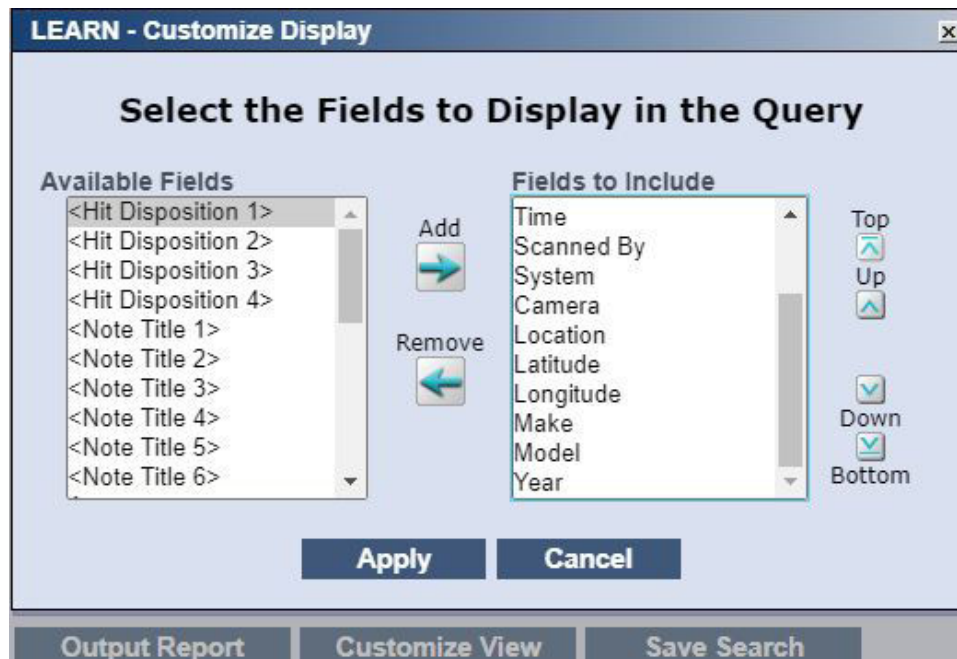 LEARN - Customize Display
Select the Fields to Display in the Query
Available Fields
<Hit Disposition 1>
<Hit Disposition 2>
<Hit Disposition 3>
<Hit Disposition 4>
<Note Title 1>
<Note Title 2>
<Note Title 3>
<Note Title 4>
<Note Title 5>
<Note Title 6>
Add
Remove
Fields to Include
Time
Scanned By
System
Camera
Location
Latitude
Longitude
Make
Model
Year
Top
Up
Down
Bottom
Apply
Cancel
Output Report
Customize View
Save Search